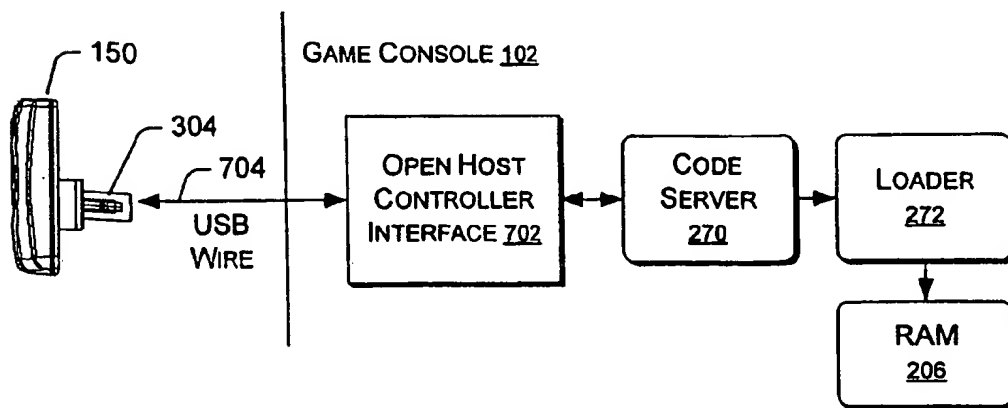 150
304
704
USB
WIRE
GAME CONSOLE 102
OPEN HOST
CONTROLLER
INTERFACE 702
CODE
SERVER
270
LOADER
272
RAM
206